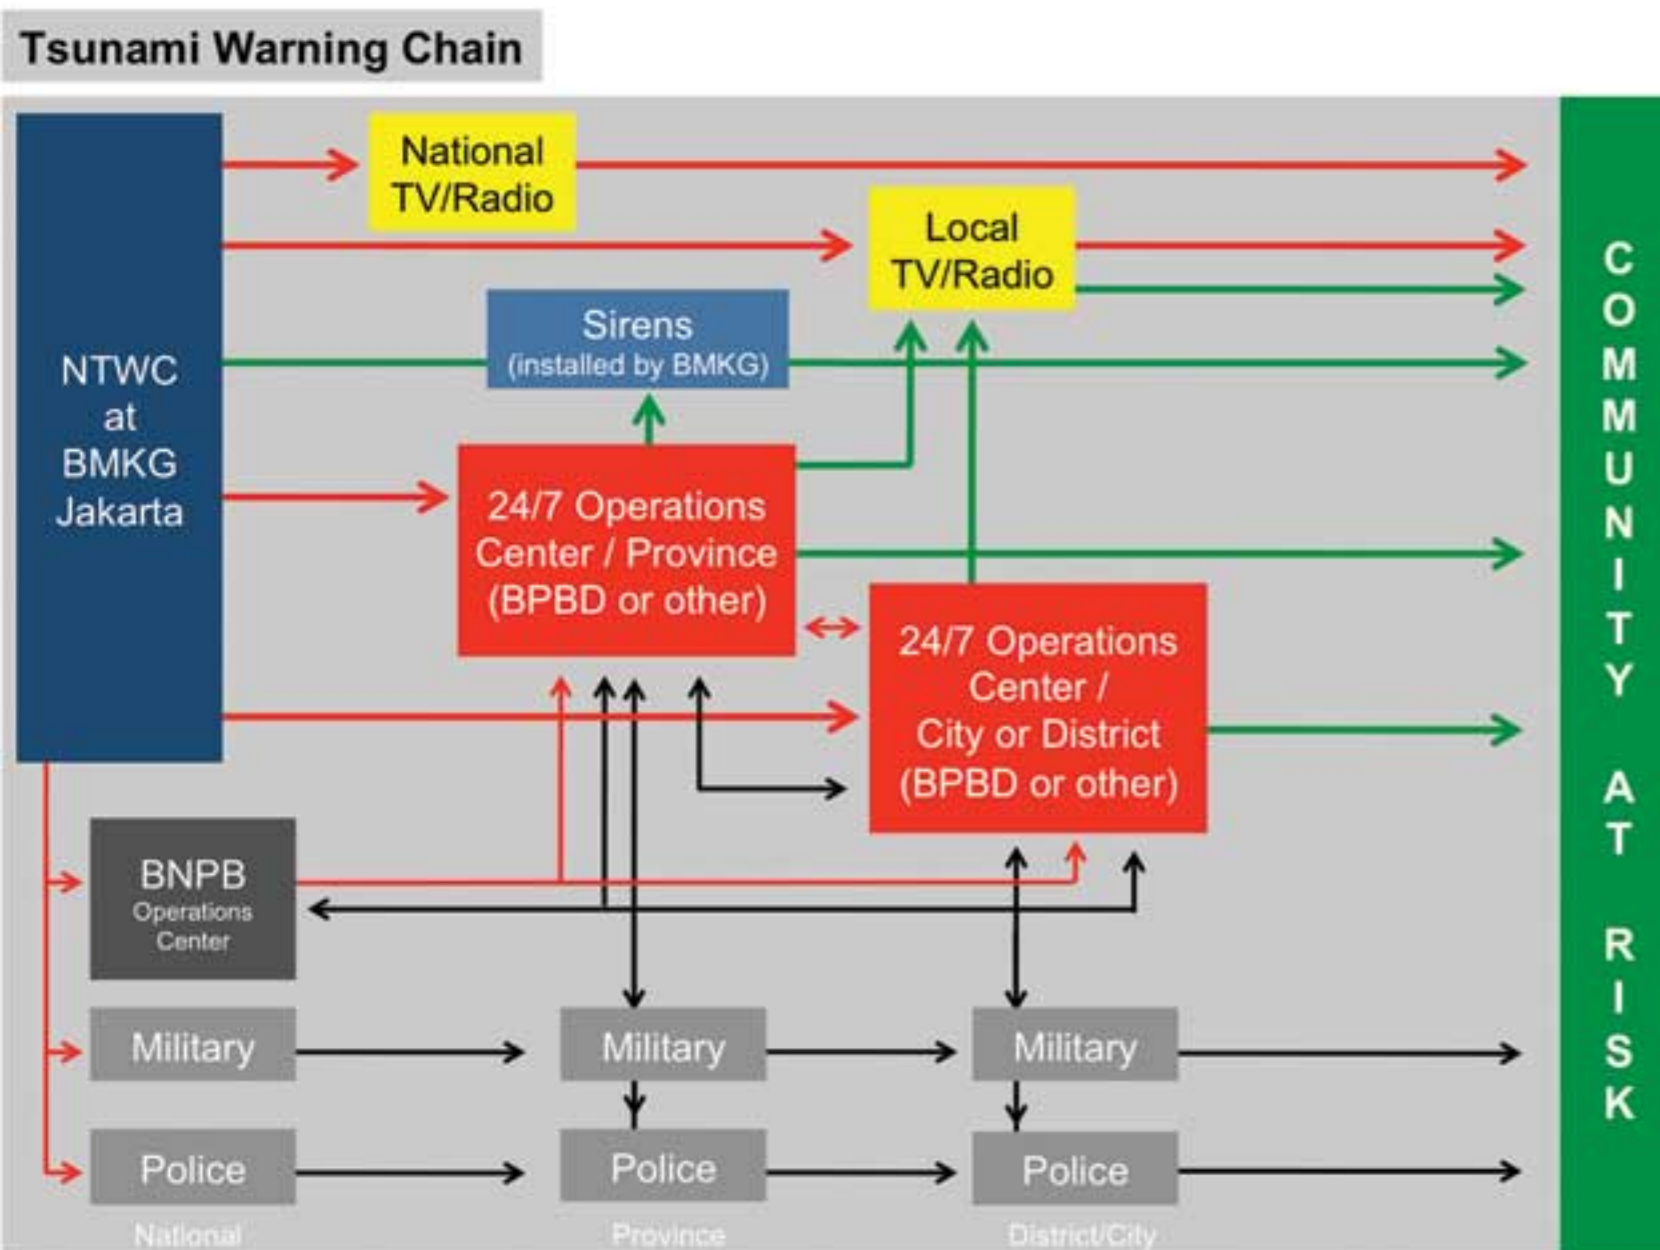 Tsunami Warning Chain
National
TV/Radio
Local
TV/Radio
Sirens
(installed by BMKG)
NTWC
at
BMKG
Jakarta
24/7 Operations
Center / Province
(BPBD or other)
24/7 Operations
Center /
City or District
(BPBD or other)
BNPB
Operations
Center
Military
Military
Military
Police
Police
Police
National
Province
District/City
COMMUNITY AT RISK